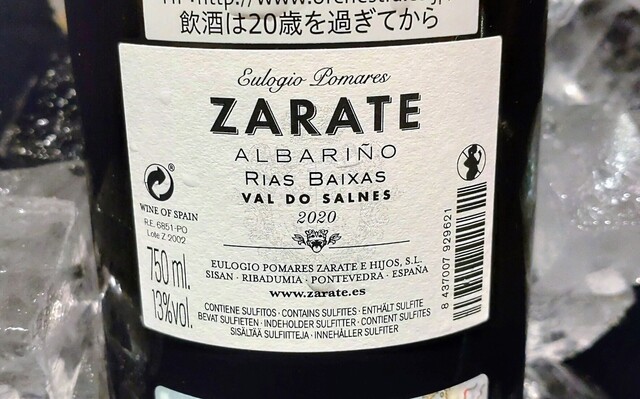 飲酒は20歳を過ぎてから
Eulogio Pomares
ZARATE
ALBARIÑO
RIAS BAIXAS
VAL DO SALNES
2020
®
WINE OF SPAIN
R.E. 6851-PO
Lote Z 2002
750 ml.
13%vol.
EULOGIO POMARES ZARATE E HIJOS, S.L.
SISAN · RIBADUMIA · PONTEVEDRA · ESPAÑA
www.zarate.es
CONTIENE SULFITOS · CONTAINS SULFITES · ENTHÄLT SULFITE
BEVAT SULFIETEN · INDEHOLDER SULFITTER · CONTIENT SULFITES
SISÄLTÄÄ SULFIITTEJA · INNEHÅLLER SULFITER
8 437007 929621